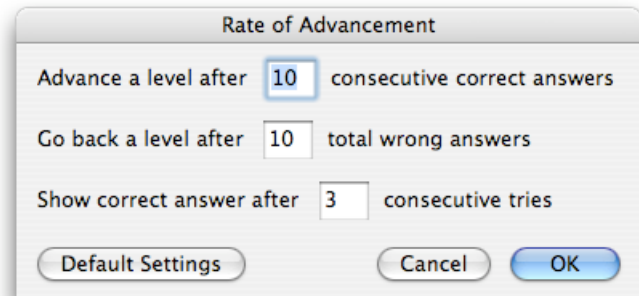 Rate of Advancement
Advance a level after 10 consecutive correct answers
Go back a level after 10 total wrong answers
Show correct answer after 3 consecutive tries
Default Settings Cancel OK